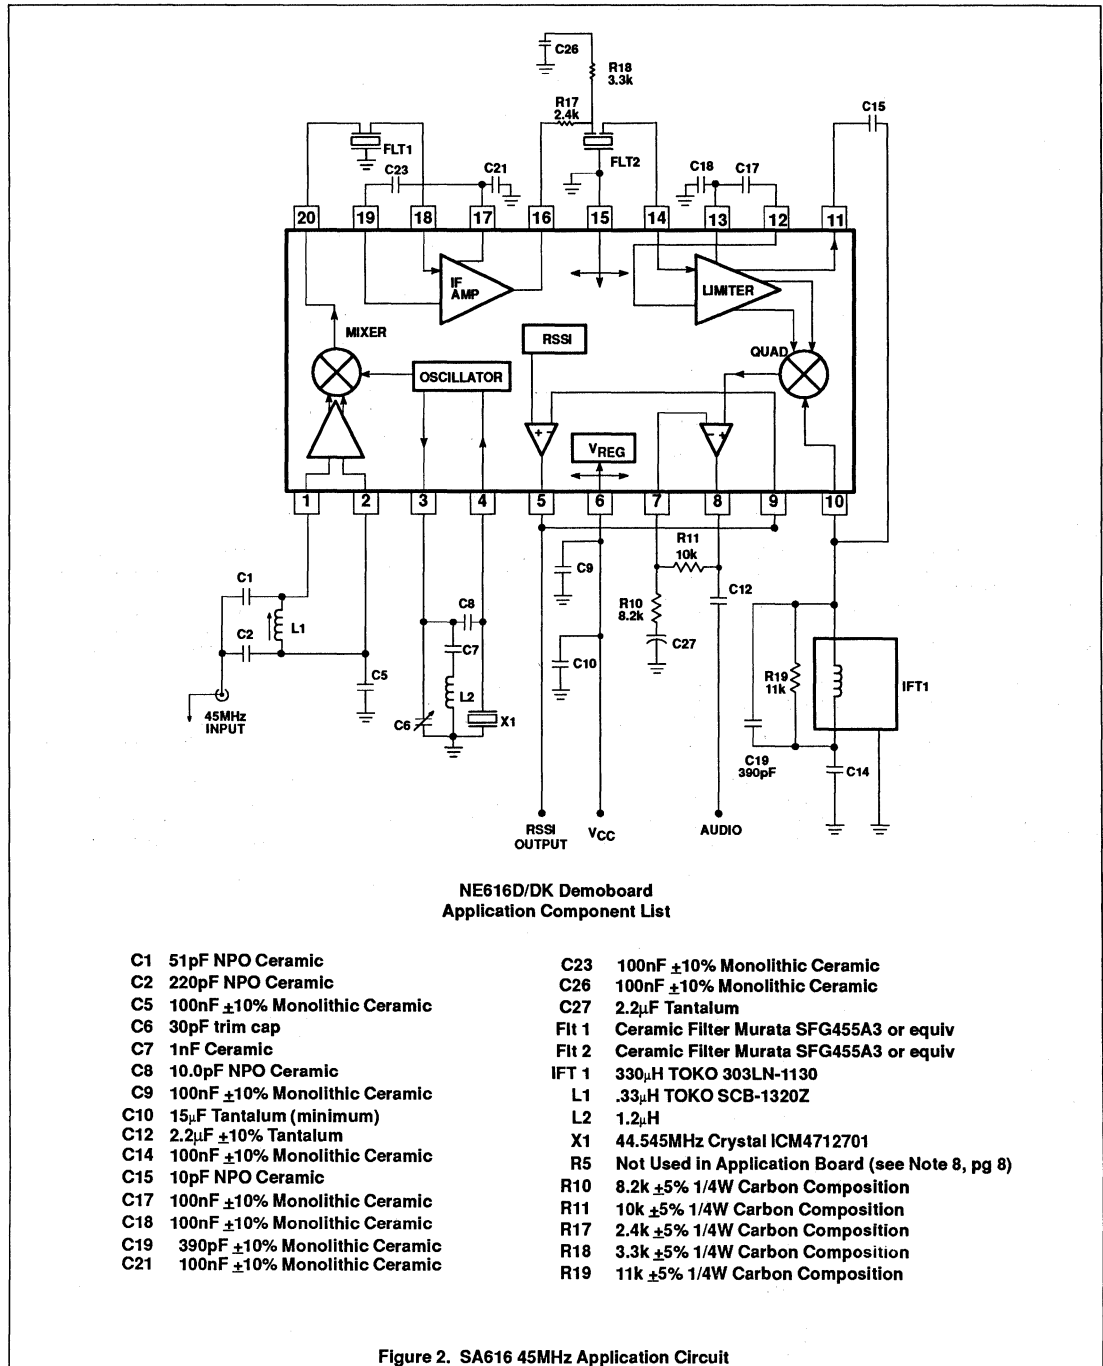 C26
R18
3.3k
R17
2.4k
C15
FLT1
FLT2
C23
C21
C18
C17
20
19
18
17
16
15
14
13
12
11
IF
AMP
LIMITER
MIXER
RSSI
QUAD
OSCILLATOR
+ −
VREG
− +
1
2
3
4
5
6
7
8
9
10
R11
10k
C9
C1
C8
R10
8.2k
C12
L1
C2
C7
C27
C10
C5
L2
R19
11k
IFT1
C6
X1
45MHz
INPUT
C19
390pF
C14
RSSI
OUTPUT
VCC
AUDIO
NE616D/DK Demoboard
Application Component List
C1 51pF NPO Ceramic
C2 220pF NPO Ceramic
C5 100nF ±10% Monolithic Ceramic
C6 30pF trim cap
C7 1nF Ceramic
C8 10.0pF NPO Ceramic
C9 100nF ±10% Monolithic Ceramic
C10 15µF Tantalum (minimum)
C12 2.2µF ±10% Tantalum
C14 100nF ±10% Monolithic Ceramic
C15 10pF NPO Ceramic
C17 100nF ±10% Monolithic Ceramic
C18 100nF ±10% Monolithic Ceramic
C19 390pF ±10% Monolithic Ceramic
C21 100nF ±10% Monolithic Ceramic
C23 100nF ±10% Monolithic Ceramic
C26 100nF ±10% Monolithic Ceramic
C27 2.2µF Tantalum
Flt 1 Ceramic Filter Murata SFG455A3 or equiv
Flt 2 Ceramic Filter Murata SFG455A3 or equiv
IFT 1 330µH TOKO 303LN-1130
L1 .33µH TOKO SCB-1320Z
L2 1.2µH
X1 44.545MHz Crystal ICM4712701
R5 Not Used in Application Board (see Note 8, pg 8)
R10 8.2k ±5% 1/4W Carbon Composition
R11 10k ±5% 1/4W Carbon Composition
R17 2.4k ±5% 1/4W Carbon Composition
R18 3.3k ±5% 1/4W Carbon Composition
R19 11k ±5% 1/4W Carbon Composition
Figure 2. SA616 45MHz Application Circuit